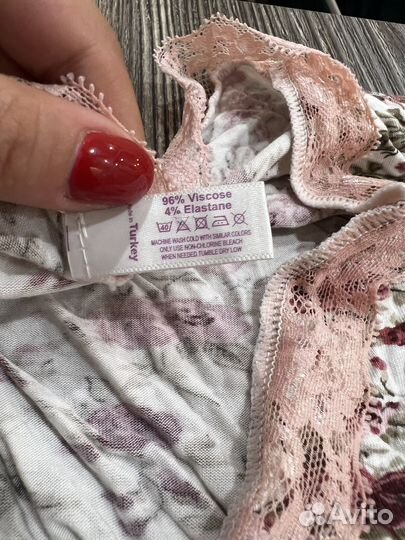 96% Viscose
4% Elastane
40
MACHINE WASH COLD WITH SIMILAR COLORS
ONLY USE NON-CHLORINE BLEACH
WHEN NEEDED TUMBLE DRY LOW
in Turkey
Avito